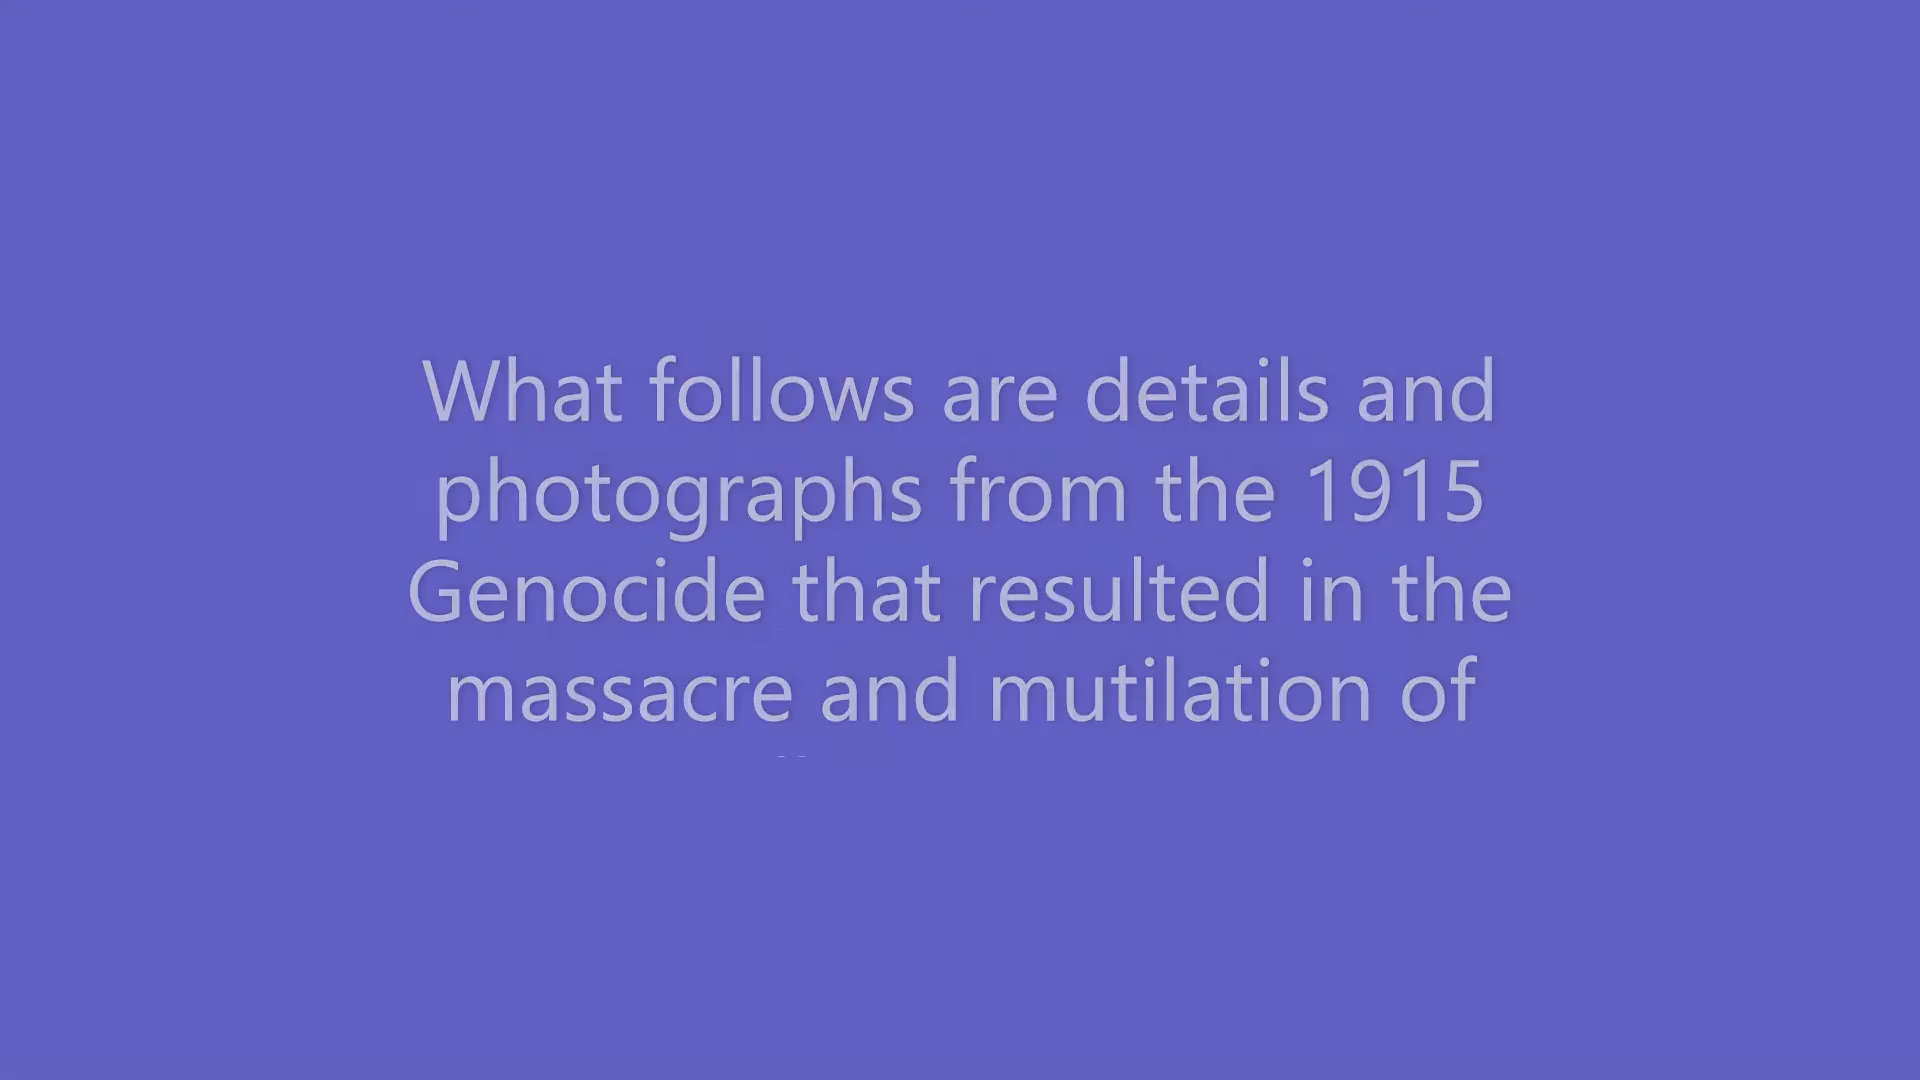 What follows are details and
photographs from the 1915
Genocide that resulted in the
massacre and mutilation of